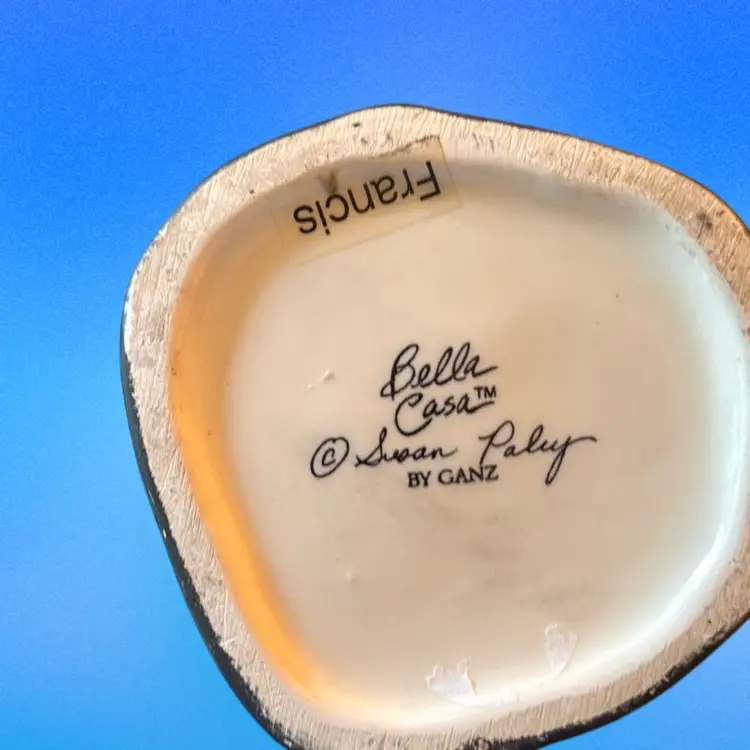 Francis
Bella
Casa™
© Susan Paley
BY GANZ